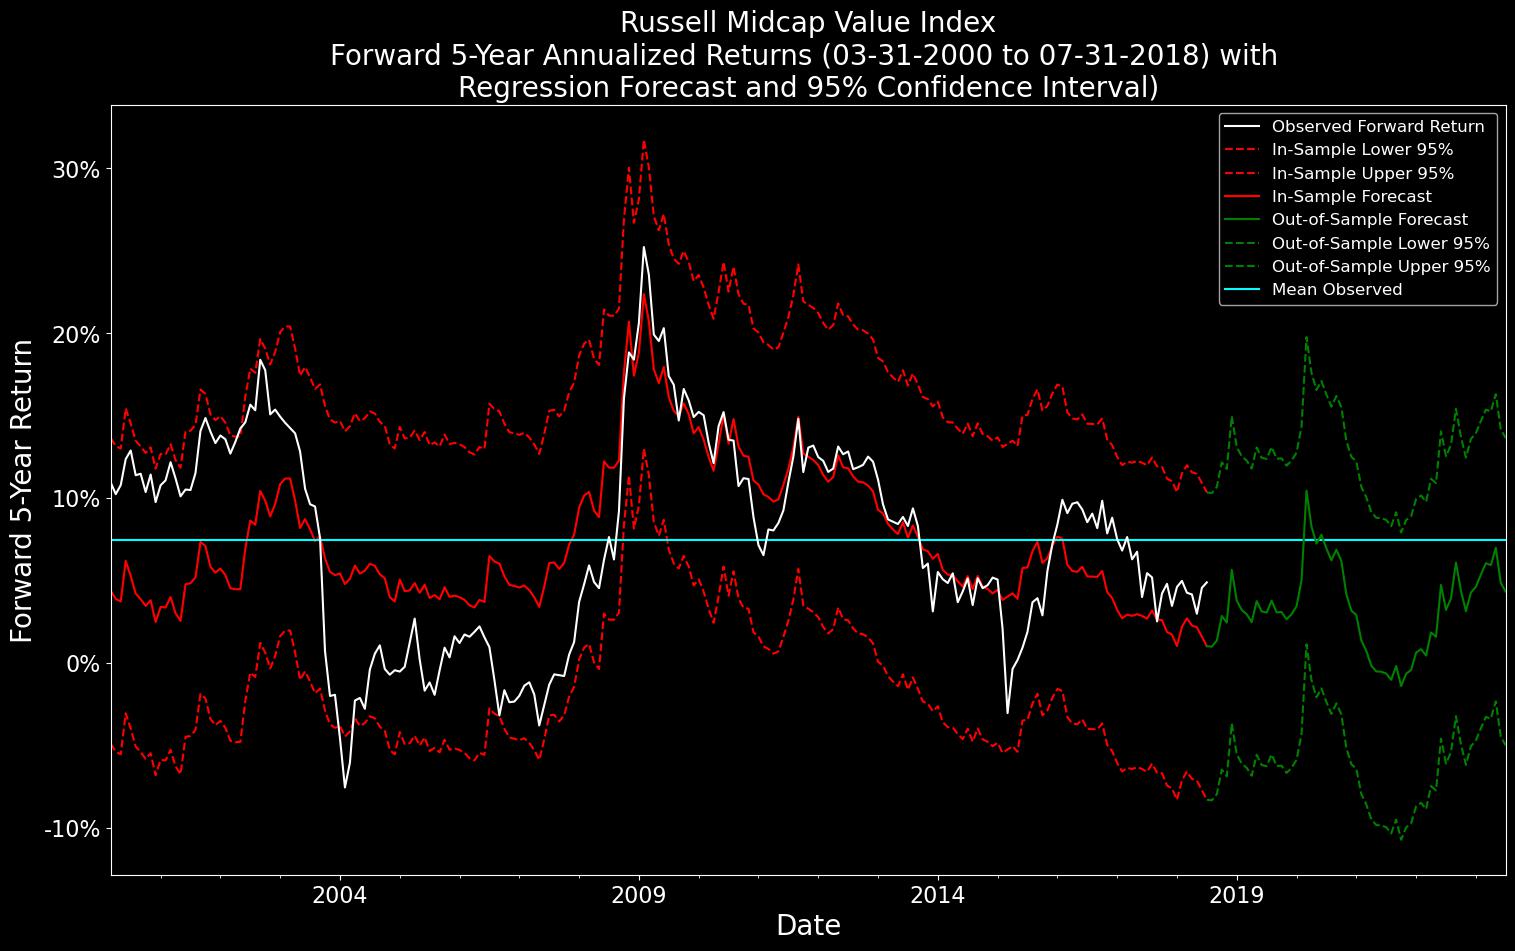 Russell Midcap Value Index
Forward 5-Year Annualized Returns (03-31-2000 to 07-31-2018) with
Regression Forecast and 95% Confidence Interval)
Observed Forward Return
In-Sample Lower 95%
In-Sample Upper 95%
In-Sample Forecast
Out-of-Sample Forecast
Out-of-Sample Lower 95%
Out-of-Sample Upper 95%
Mean Observed
Forward 5-Year Return
30%
20%
10%
0%
-10%
2004
2009
2014
2019
Date